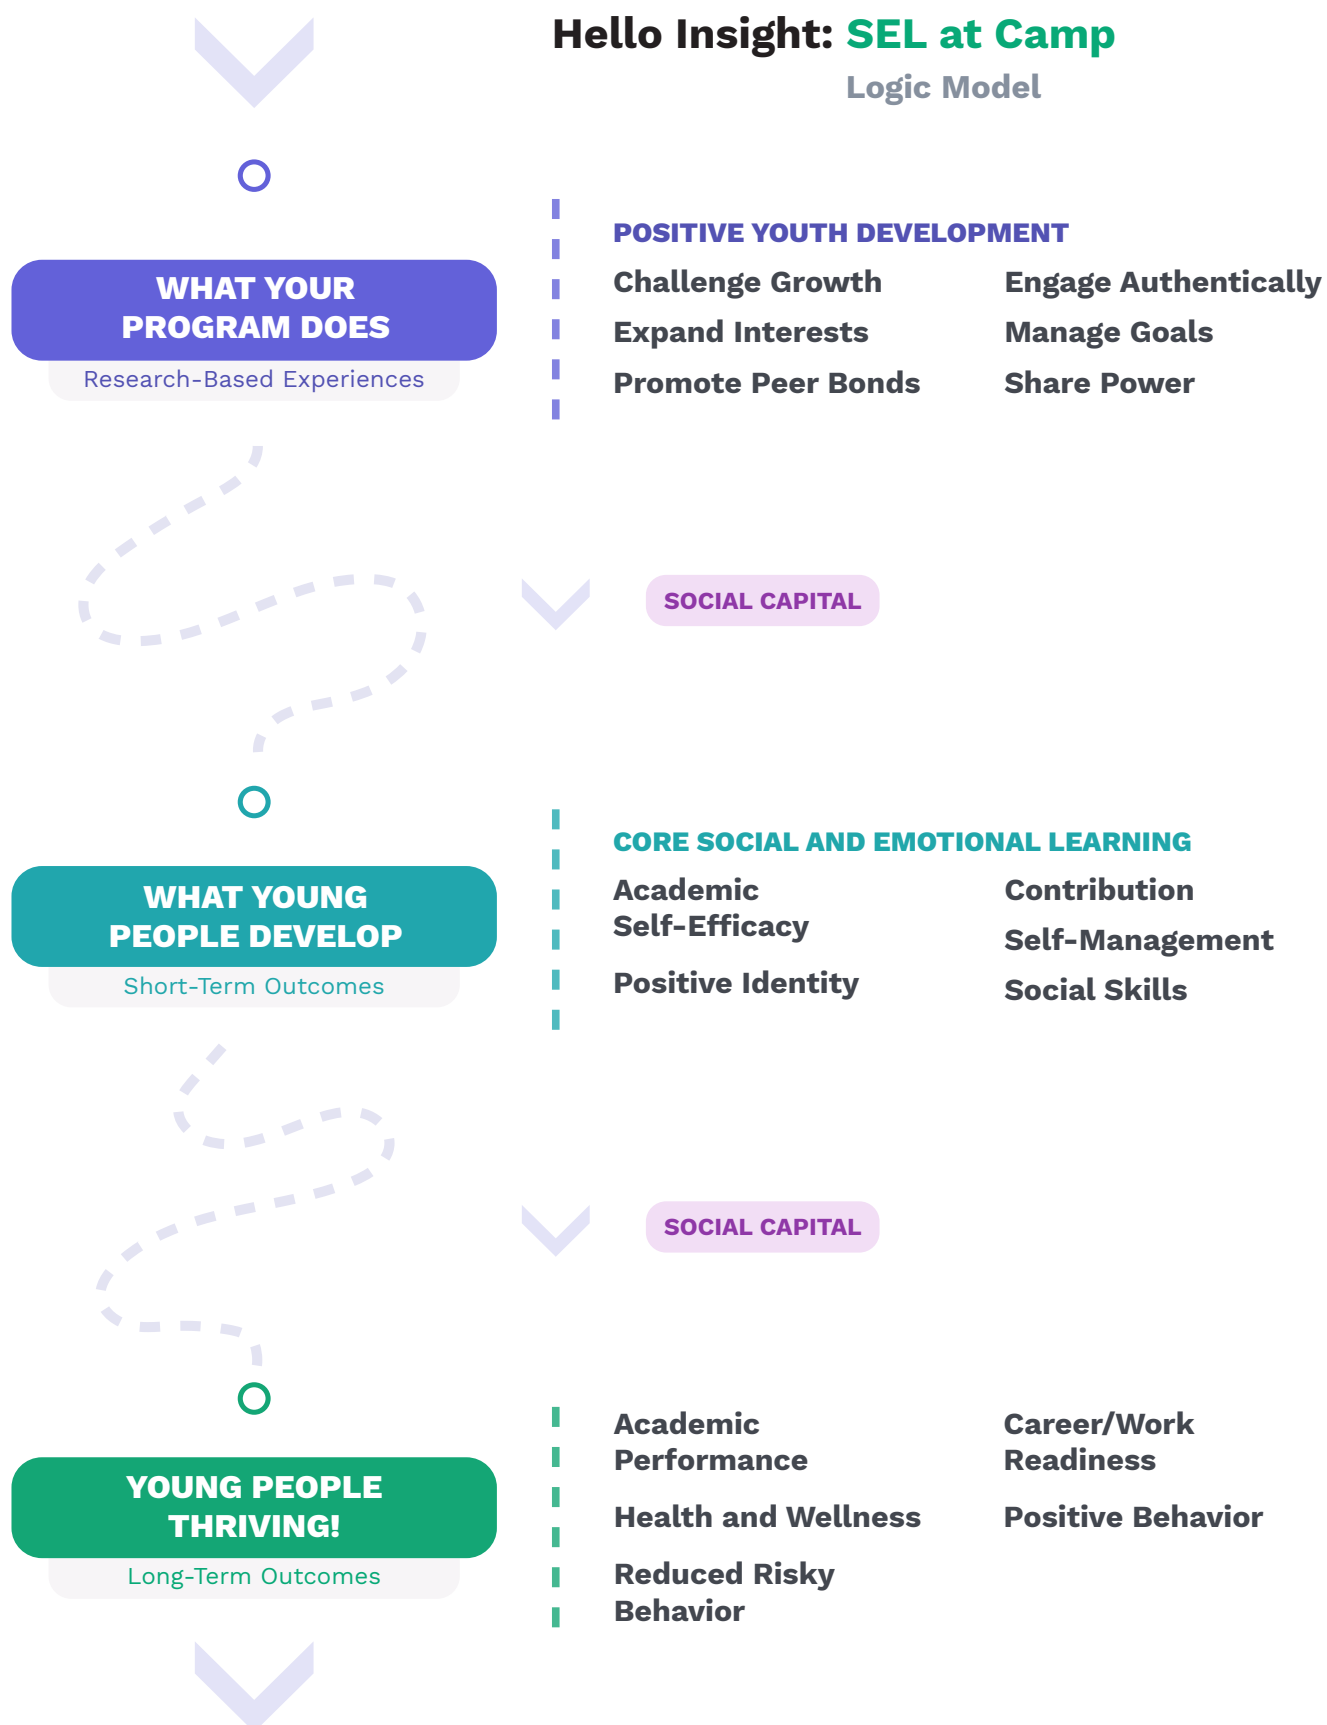 Hello Insight: SEL at Camp
Logic Model
WHAT YOUR
PROGRAM DOES
Research-Based Experiences
POSITIVE YOUTH DEVELOPMENT
Challenge Growth
Expand Interests
Promote Peer Bonds
Engage Authentically
Manage Goals
Share Power
SOCIAL CAPITAL
WHAT YOUNG
PEOPLE DEVELOP
Short-Term Outcomes
CORE SOCIAL AND EMOTIONAL LEARNING
Academic
Self-Efficacy
Positive Identity
Contribution
Self-Management
Social Skills
SOCIAL CAPITAL
YOUNG PEOPLE
THRIVING!
Long-Term Outcomes
Academic
Performance
Health and Wellness
Reduced Risky
Behavior
Career/Work
Readiness
Positive Behavior